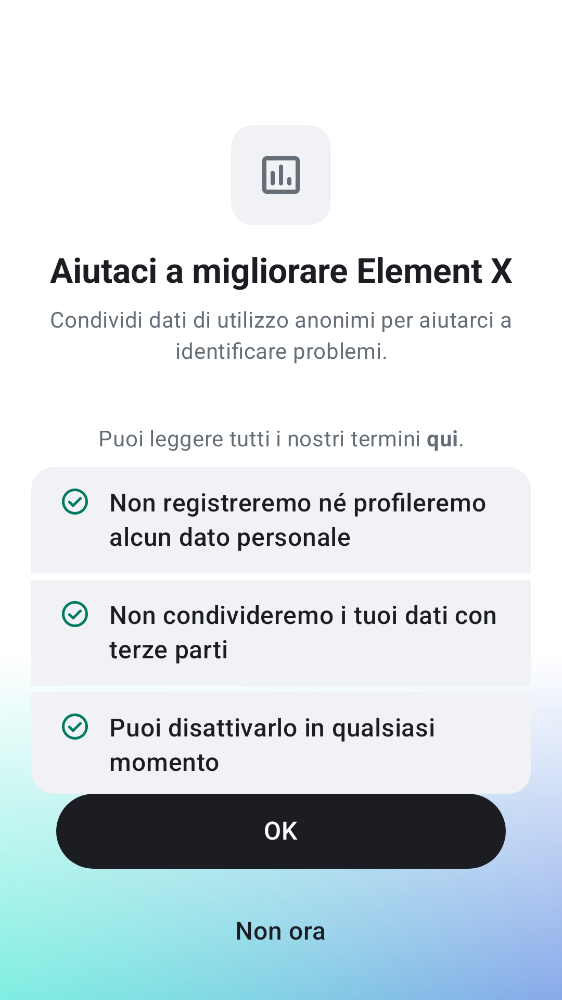 Aiutaci a migliorare Element X
Condividi dati di utilizzo anonimi per aiutarci a
identificare problemi.
Puoi leggere tutti i nostri termini qui.
Non registreremo né profileremo
alcun dato personale
Non condivideremo i tuoi dati con
terze parti
Puoi disattivarlo in qualsiasi
momento
OK
Non ora